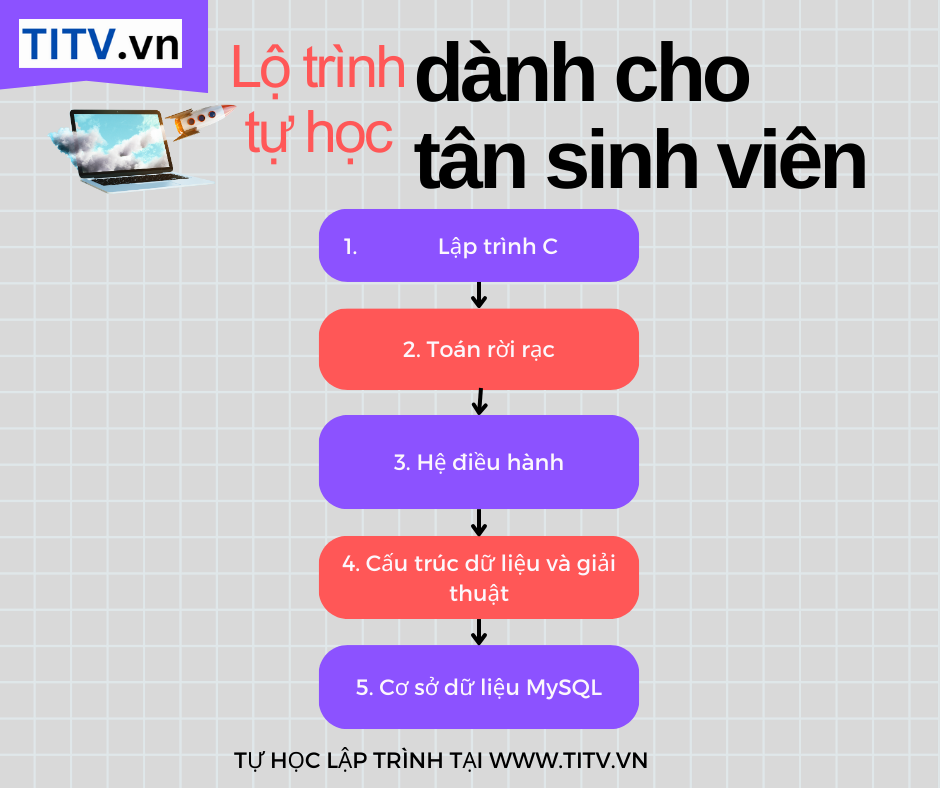 TITV.vn
Lộ trình
tự học
dành cho
tân sinh viên
1. Lập trình C
2. Toán rời rạc
3. Hệ điều hành
4. Cấu trúc dữ liệu và giải
thuật
5. Cơ sở dữ liệu MySQL
TỰ HỌC LẬP TRÌNH TẠI WWW.TITV.VN